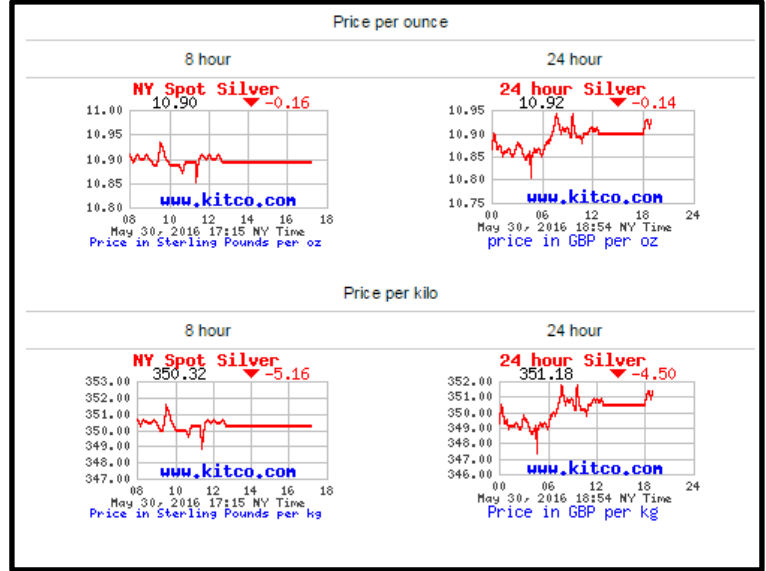 Price per ounce
8 hour
24 hour
NY Spot Silver
10.90 ▼-0.16
11.00
10.95
10.90
10.85
10.80
www.kitco.com
08 10 12 14 16 18
May 30, 2016 17:15 NY Time
Price in Sterling Pounds per oz
24 hour Silver
10.92 ▼-0.14
10.95
10.90
10.85
10.80
10.75
www.kitco.com
00 06 12 18 24
May 30, 2016 18:54 NY Time
price in GBP per oz
Price per kilo
8 hour
24 hour
NY Spot Silver
350.32 ▼-5.16
353.00
352.00
351.00
350.00
349.00
348.00
347.00
www.kitco.com
08 10 12 14 16 18
May 30, 2016 17:15 NY Time
Price in Sterling Pounds per kg
24 hour Silver
351.18 ▼-4.50
352.00
351.00
350.00
349.00
348.00
347.00
346.00
www.kitco.com
00 06 12 18 24
May 30, 2016 18:54 NY Time
Price in GBP per kg